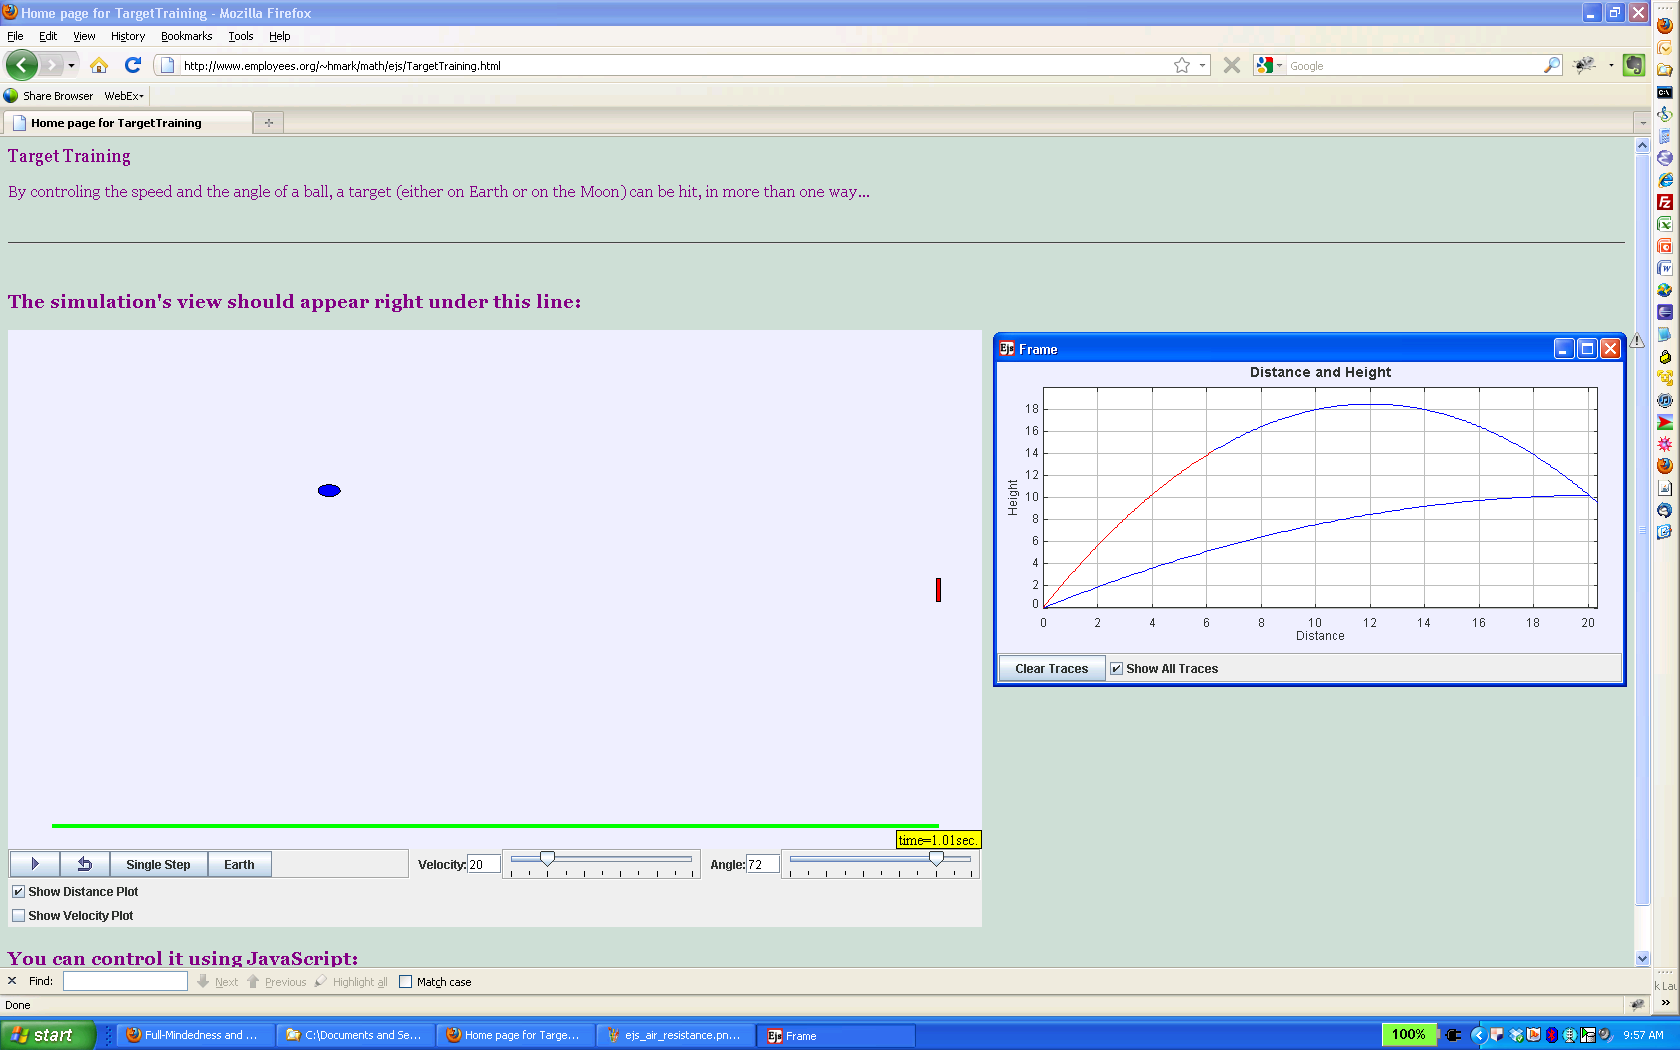 Home page for TargetTraining - Mozilla Firefox
File Edit View History Bookmarks Tools Help
http://www.employees.org/~hmark/math/ejs/TargetTraining.html
Google
Share Browser WebEx
Home page for TargetTraining
Target Training
By controling the speed and the angle of a ball, a target (either on Earth or on the Moon) can be hit, in more than one way...
The simulation's view should appear right under this line:
Ejs Frame
Distance and Height
18
16
14
12
10
8
6
4
2
0
Height
0 2 4 6 8 10 12 14 16 18 20
Distance
Clear Traces Show All Traces
time=1.01sec.
Single Step Earth Velocity: 20 Angle: 72
Show Distance Plot
Show Velocity Plot
You can control it using JavaScript:
Find: Next Previous Highlight all Match case
Done
start Full-Mindedness and ... C:\Documents and Se... Home page for Targe... ejs_air_resistance.pn... Ejs Frame 100% 9:57 AM